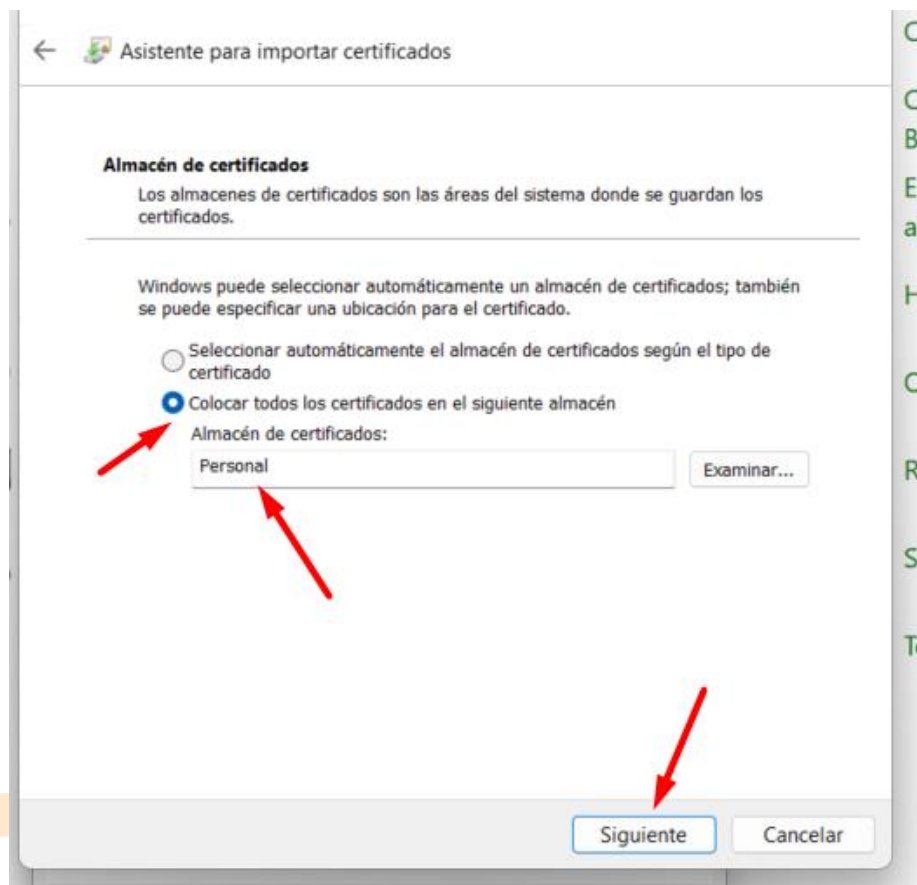 Asistente para importar certificados
Almacén de certificados
Los almacenes de certificados son las áreas del sistema donde se guardan los
certificados.
Windows puede seleccionar automáticamente un almacén de certificados; también
se puede especificar una ubicación para el certificado.
Seleccionar automáticamente el almacén de certificados según el tipo de
certificado
Colocar todos los certificados en el siguiente almacén
Almacén de certificados:
Personal
Examinar...
Siguiente
Cancelar